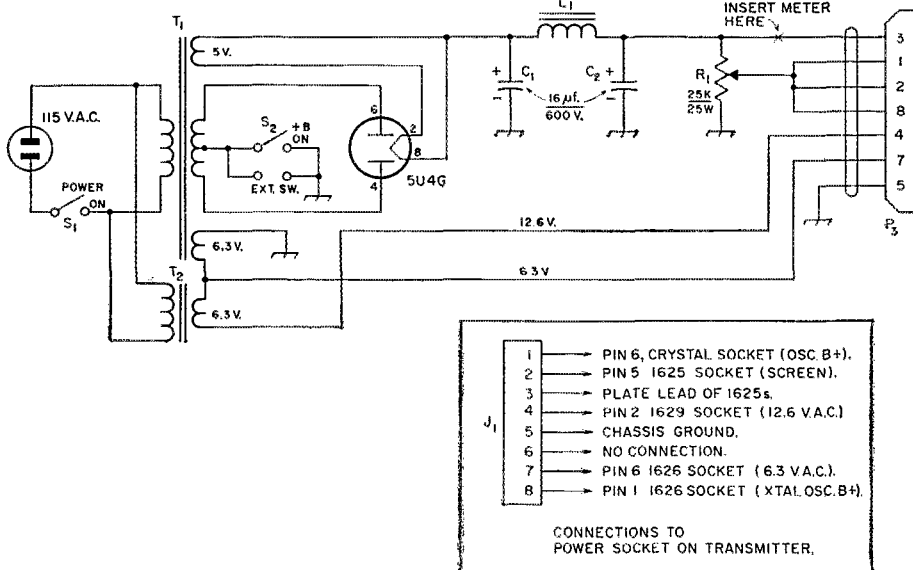 T1
L1
INSERT METER
HERE
5 V.
3
1
2
8
4
7
5
P3
+
-
C1
C2
+
-
16 µf.
600 V.
R1
25K
25W
115 V.A.C.
POWER
ON
S1
S2
+B
ON
EXT. SW.
6
2
8
4
5U4G
12.6 V.
6.3 V.
6.3 V
T2
6.3 V.
J1
1 PIN 6, CRYSTAL SOCKET (OSC. B+).
2 PIN 5 1625 SOCKET (SCREEN).
3 PLATE LEAD OF 1625s.
4 PIN 2 1629 SOCKET (12.6 V.A.C.)
5 CHASSIS GROUND.
6 NO CONNECTION.
7 PIN 6 1626 SOCKET (6.3 V.A.C.).
8 PIN 1 1626 SOCKET (XTAL OSC. B+).
CONNECTIONS TO
POWER SOCKET ON TRANSMITTER.